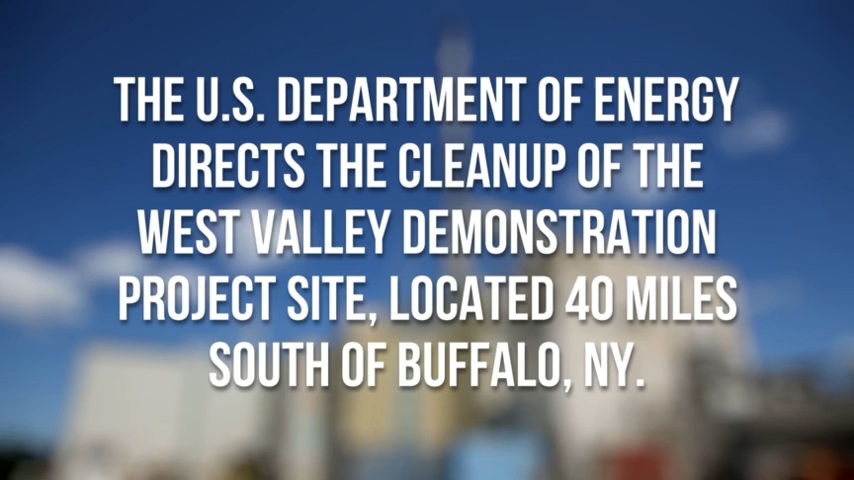 THE U.S. DEPARTMENT OF ENERGY
DIRECTS THE CLEANUP OF THE
WEST VALLEY DEMONSTRATION
PROJECT SITE, LOCATED 40 MILES
SOUTH OF BUFFALO, NY.